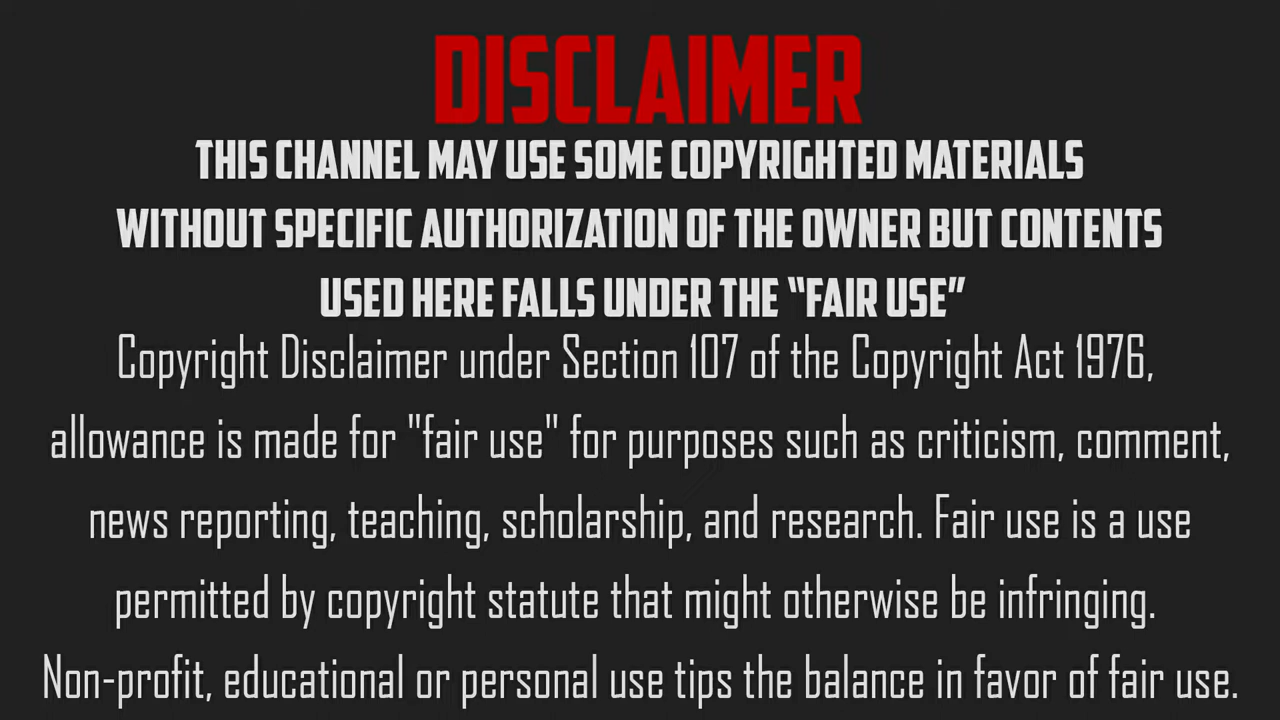 DISCLAIMER
THIS CHANNEL MAY USE SOME COPYRIGHTED MATERIALS
WITHOUT SPECIFIC AUTHORIZATION OF THE OWNER BUT CONTENTS
USED HERE FALLS UNDER THE “FAIR USE”
Copyright Disclaimer under Section 107 of the Copyright Act 1976,
allowance is made for "fair use" for purposes such as criticism, comment,
news reporting, teaching, scholarship, and research. Fair use is a use
permitted by copyright statute that might otherwise be infringing.
Non-profit, educational or personal use tips the balance in favor of fair use.